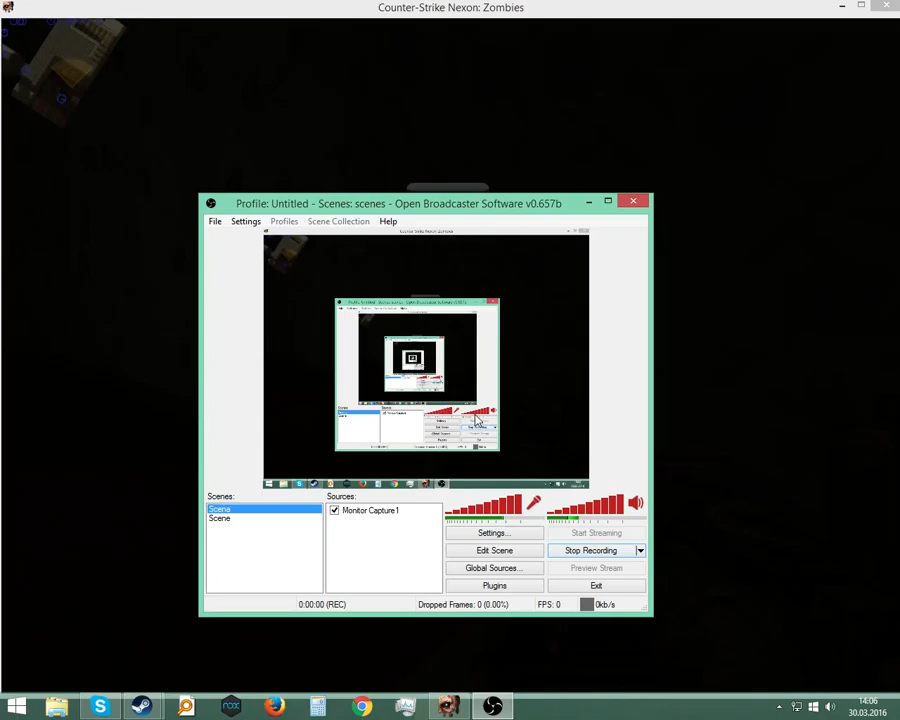 Counter-Strike Nexon: Zombies
Profile: Untitled - Scenes: scenes - Open Broadcaster Software v0.657b
File Settings Profiles Scene Collection Help
Scenes: Sources:
Scena
Scene
Monitor Capture1
Settings... Start Streaming
Edit Scene Stop Recording
Global Sources... Preview Stream
Plugins Exit
0:00:00 (REC) Dropped Frames: 0 (0.00%) FPS: 0 0kb/s
nox
14:06
30.03.2016